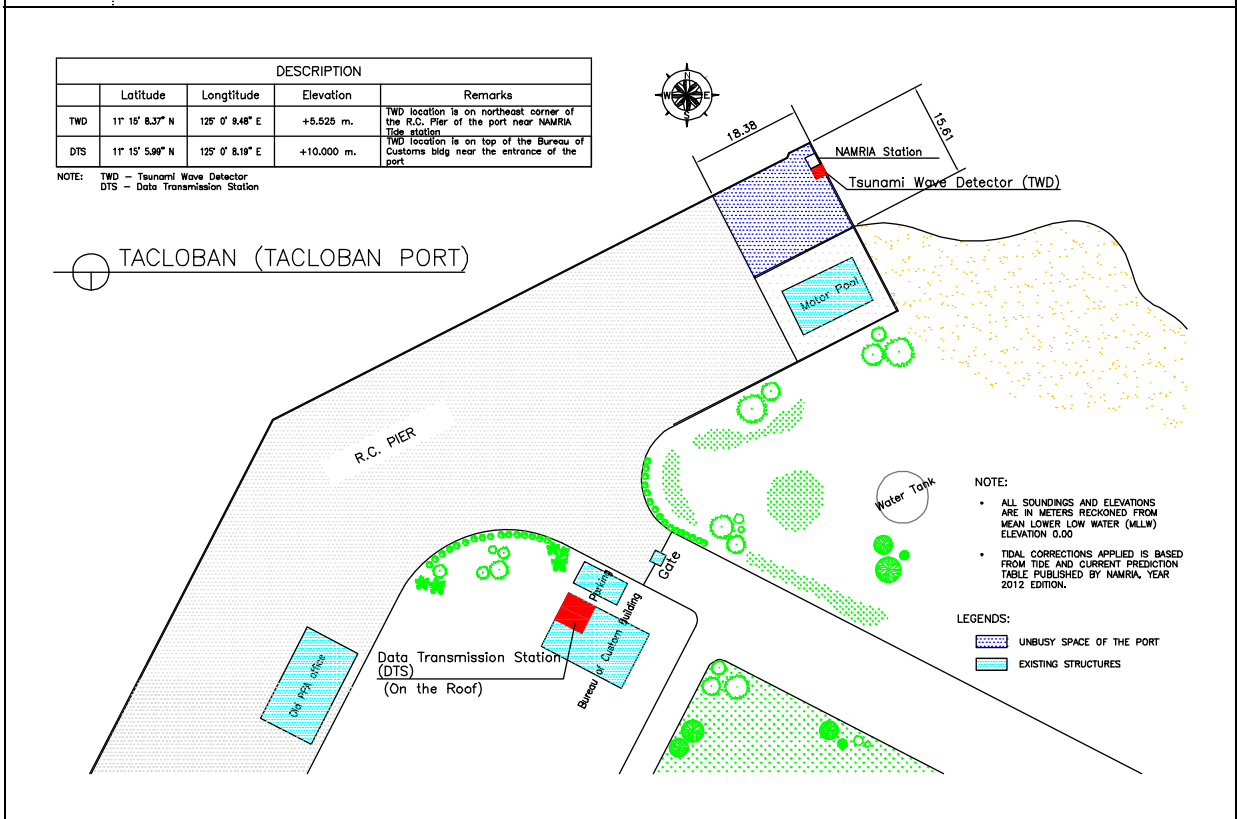 DESCRIPTION
Latitude Longtitude Elevation Remarks
TWD 11° 15' 8.37" N 125° 0' 9.48" E +5.525 m. TWD location is on northeast corner of
the R.C. Pier of the port near NAMRIA
Tide station
DTS 11° 15' 5.99" N 125° 0' 8.19" E +10.000 m. TWD location is on top of the Bureau of
Customs bldg near the entrance of the
port
NOTE: TWD – Tsunami Wave Detector
DTS – Data Transmission Station
N
W E
S
18.38
15.61
NAMRIA Station
Tsunami Wave Detector (TWD)
TACLOBAN (TACLOBAN PORT)
Motor Pool
R.C. PIER
Water Tank
NOTE:
• ALL SOUNDINGS AND ELEVATIONS
ARE IN METERS RECKONED FROM
MEAN LOWER LOW WATER (MLLW)
ELEVATION 0.00
• TIDAL CORRECTIONS APPLIED IS BASED
FROM TIDE AND CURRENT PREDICTION
TABLE PUBLISHED BY NAMRIA, YEAR
2012 EDITION.
Gate
Parking
Bureau of Custom Building
LEGENDS:
UNBUSY SPACE OF THE PORT
EXISTING STRUCTURES
Data Transmission Station
(DTS)
(On the Roof)
Old PPA office